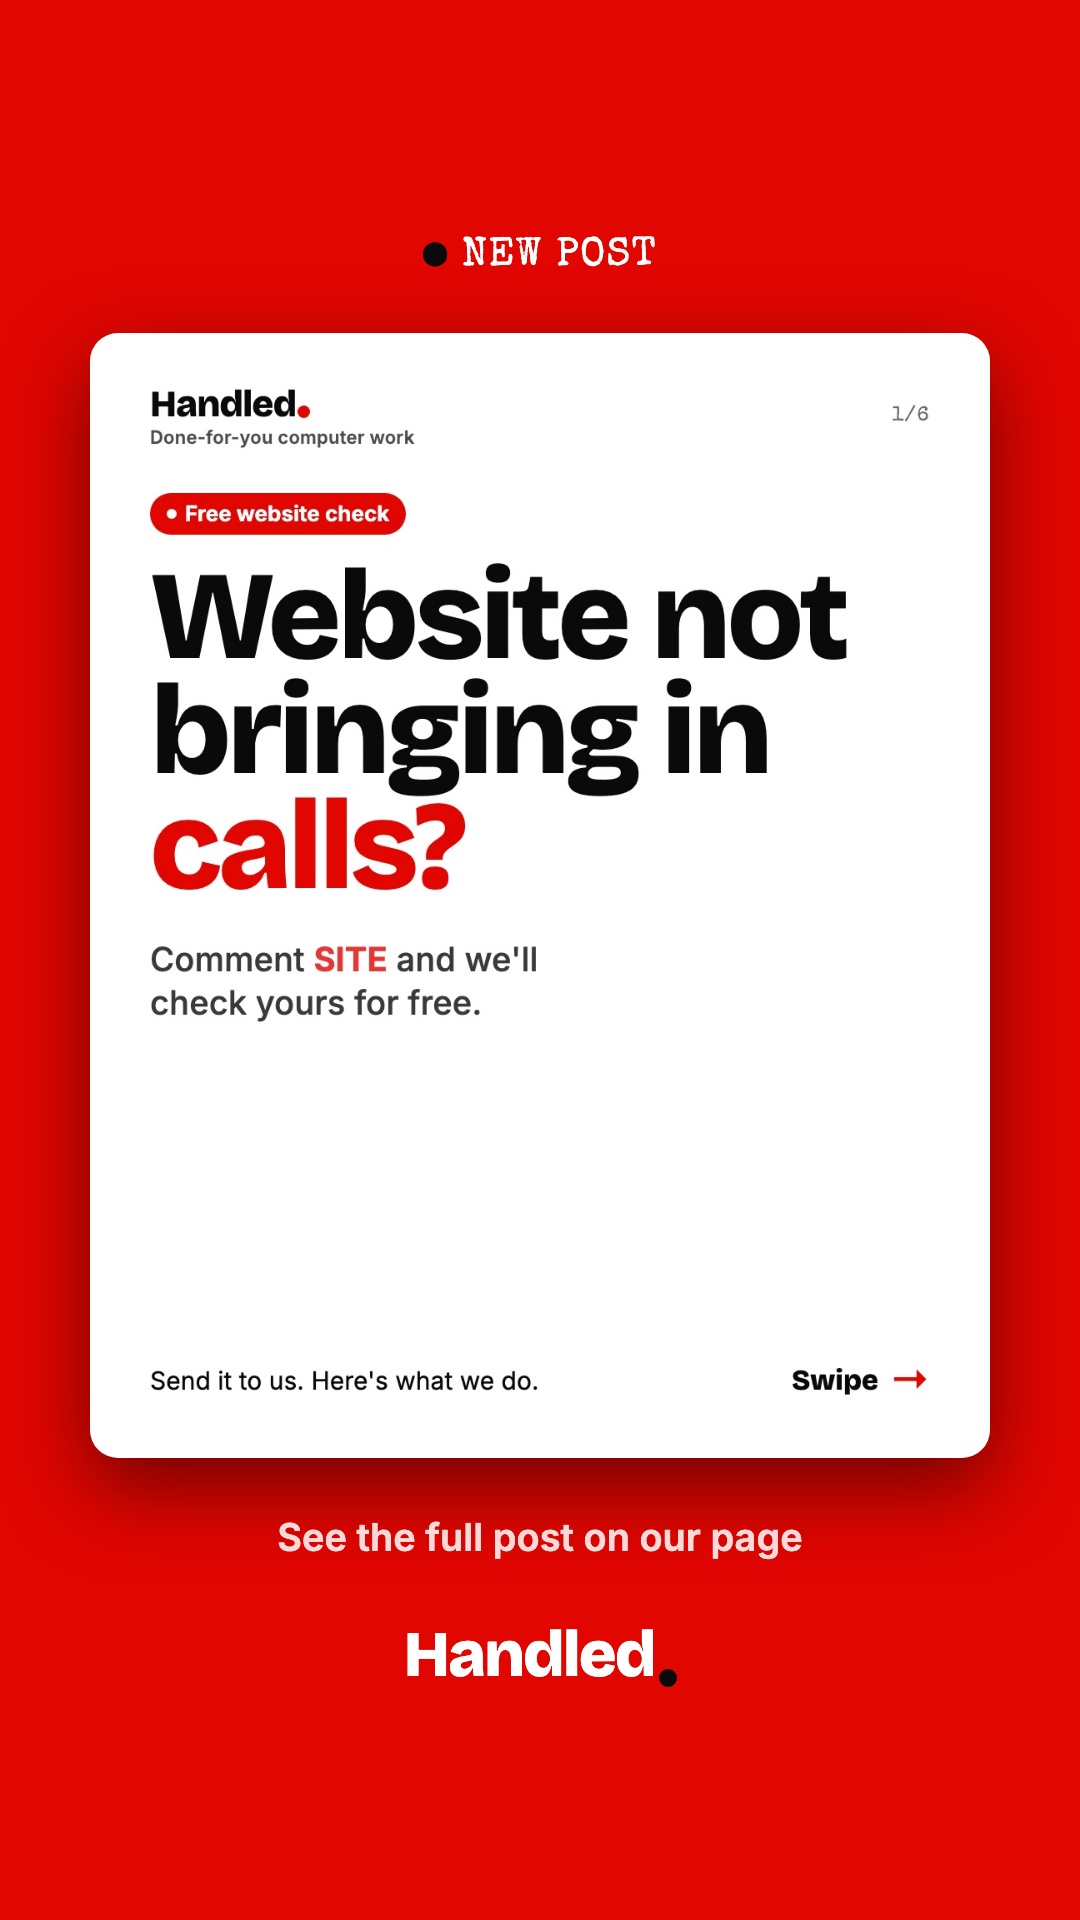 NEW POST
Handled.
Done-for-you computer work
1/6
Free website check
Website not
bringing in
calls?
Comment SITE and we'll
check yours for free.
Send it to us. Here's what we do.
Swipe →
See the full post on our page
Handled.